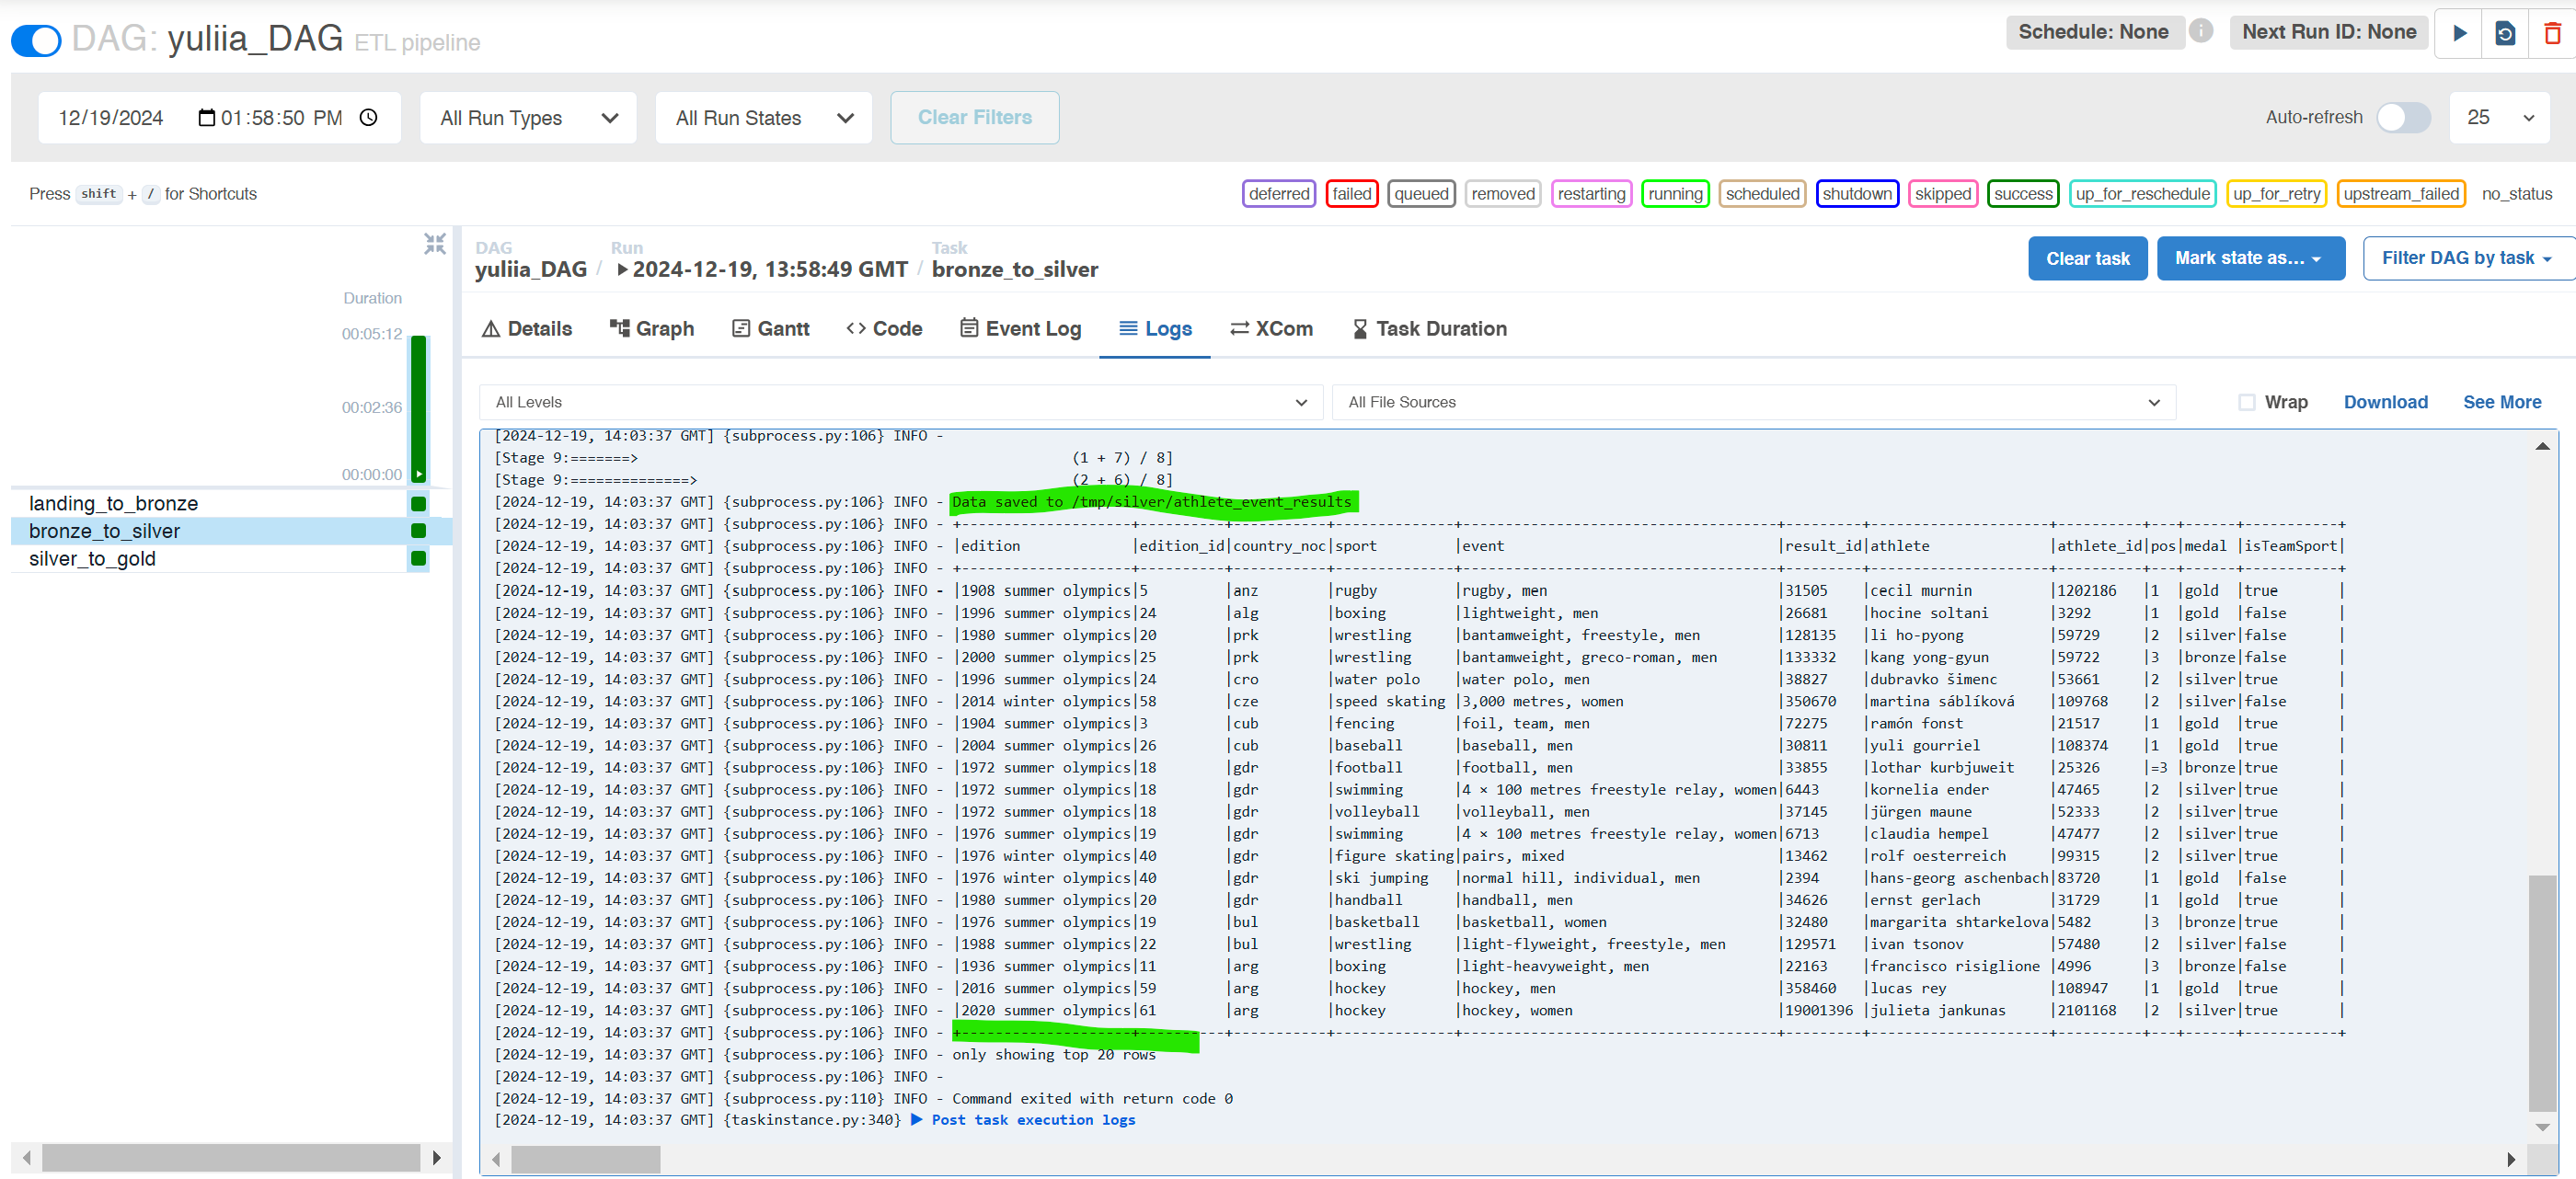 DAG: yuliia_DAG ETL pipeline
Schedule: None
Next Run ID: None
12/19/2024 01:58:50 PM
All Run Types
All Run States
Clear Filters
Auto-refresh
25
Press shift + / for Shortcuts
deferred failed queued removed restarting running scheduled shutdown skipped success up_for_reschedule up_for_retry upstream_failed no_status
DAG Run Task
yuliia_DAG / 2024-12-19, 13:58:49 GMT / bronze_to_silver
Clear task
Mark state as...
Filter DAG by task
Duration
00:05:12
00:02:36
00:00:00
landing_to_bronze
bronze_to_silver
silver_to_gold
Details Graph Gantt Code Event Log Logs XCom Task Duration
All Levels
All File Sources
Wrap Download See More
[2024-12-19, 14:03:37 GMT] {subprocess.py:106} INFO -
[Stage 9:=======> (1 + 7) / 8]
[Stage 9:==============> (2 + 6) / 8]
[2024-12-19, 14:03:37 GMT] {subprocess.py:106} INFO - Data saved to /tmp/silver/athlete_event_results
[2024-12-19, 14:03:37 GMT] {subprocess.py:106} INFO - +--------------------+----------+-----------+--------------+-------------------------------------+---------+---------------------+----------+---+------+-----------+
[2024-12-19, 14:03:37 GMT] {subprocess.py:106} INFO - |edition |edition_id|country_noc|sport |event |result_id|athlete |athlete_id|pos|medal |isTeamSport|
[2024-12-19, 14:03:37 GMT] {subprocess.py:106} INFO - +--------------------+----------+-----------+--------------+-------------------------------------+---------+---------------------+----------+---+------+-----------+
[2024-12-19, 14:03:37 GMT] {subprocess.py:106} INFO - |1908 summer olympics|5 |anz |rugby |rugby, men |31505 |cecil murnin |1202186 |1 |gold |true |
[2024-12-19, 14:03:37 GMT] {subprocess.py:106} INFO - |1996 summer olympics|24 |alg |boxing |lightweight, men |26681 |hocine soltani |3292 |1 |gold |false |
[2024-12-19, 14:03:37 GMT] {subprocess.py:106} INFO - |1980 summer olympics|20 |prk |wrestling |bantamweight, freestyle, men |128135 |li ho-pyong |59729 |2 |silver|false |
[2024-12-19, 14:03:37 GMT] {subprocess.py:106} INFO - |2000 summer olympics|25 |prk |wrestling |bantamweight, greco-roman, men |133332 |kang yong-gyun |59722 |3 |bronze|false |
[2024-12-19, 14:03:37 GMT] {subprocess.py:106} INFO - |1996 summer olympics|24 |cro |water polo |water polo, men |38827 |dubravko šimenc |53661 |2 |silver|true |
[2024-12-19, 14:03:37 GMT] {subprocess.py:106} INFO - |2014 winter olympics|58 |cze |speed skating |3,000 metres, women |350670 |martina sáblíková |109768 |2 |silver|false |
[2024-12-19, 14:03:37 GMT] {subprocess.py:106} INFO - |1904 summer olympics|3 |cub |fencing |foil, team, men |72275 |ramón fonst |21517 |1 |gold |true |
[2024-12-19, 14:03:37 GMT] {subprocess.py:106} INFO - |2004 summer olympics|26 |cub |baseball |baseball, men |30811 |yuli gourriel |108374 |1 |gold |true |
[2024-12-19, 14:03:37 GMT] {subprocess.py:106} INFO - |1972 summer olympics|18 |gdr |football |football, men |33855 |lothar kurbjuweit |25326 |=3 |bronze|true |
[2024-12-19, 14:03:37 GMT] {subprocess.py:106} INFO - |1972 summer olympics|18 |gdr |swimming |4 × 100 metres freestyle relay, women|6443 |kornelia ender |47465 |2 |silver|true |
[2024-12-19, 14:03:37 GMT] {subprocess.py:106} INFO - |1972 summer olympics|18 |gdr |volleyball |volleyball, men |37145 |jürgen maune |52333 |2 |silver|true |
[2024-12-19, 14:03:37 GMT] {subprocess.py:106} INFO - |1976 summer olympics|19 |gdr |swimming |4 × 100 metres freestyle relay, women|6713 |claudia hempel |47477 |2 |silver|true |
[2024-12-19, 14:03:37 GMT] {subprocess.py:106} INFO - |1976 winter olympics|40 |gdr |figure skating|pairs, mixed |13462 |rolf oesterreich |99315 |2 |silver|true |
[2024-12-19, 14:03:37 GMT] {subprocess.py:106} INFO - |1976 winter olympics|40 |gdr |ski jumping |normal hill, individual, men |2394 |hans-georg aschenbach|83720 |1 |gold |false |
[2024-12-19, 14:03:37 GMT] {subprocess.py:106} INFO - |1980 summer olympics|20 |gdr |handball |handball, men |34626 |ernst gerlach |31729 |1 |gold |true |
[2024-12-19, 14:03:37 GMT] {subprocess.py:106} INFO - |1976 summer olympics|19 |bul |basketball |basketball, women |32480 |margarita shtarkelova|5482 |3 |bronze|true |
[2024-12-19, 14:03:37 GMT] {subprocess.py:106} INFO - |1988 summer olympics|22 |bul |wrestling |light-flyweight, freestyle, men |129571 |ivan tsonov |57480 |2 |silver|false |
[2024-12-19, 14:03:37 GMT] {subprocess.py:106} INFO - |1936 summer olympics|11 |arg |boxing |light-heavyweight, men |22163 |francisco risiglione |4996 |3 |bronze|false |
[2024-12-19, 14:03:37 GMT] {subprocess.py:106} INFO - |2016 summer olympics|59 |arg |hockey |hockey, men |358460 |lucas rey |108947 |1 |gold |true |
[2024-12-19, 14:03:37 GMT] {subprocess.py:106} INFO - |2020 summer olympics|61 |arg |hockey |hockey, women |19001396 |julieta jankunas |2101168 |2 |silver|true |
[2024-12-19, 14:03:37 GMT] {subprocess.py:106} INFO - +--------------------+----------+-----------+--------------+-------------------------------------+---------+---------------------+----------+---+------+-----------+
[2024-12-19, 14:03:37 GMT] {subprocess.py:106} INFO - only showing top 20 rows
[2024-12-19, 14:03:37 GMT] {subprocess.py:106} INFO -
[2024-12-19, 14:03:37 GMT] {subprocess.py:110} INFO - Command exited with return code 0
[2024-12-19, 14:03:37 GMT] {taskinstance.py:340} ▶ Post task execution logs